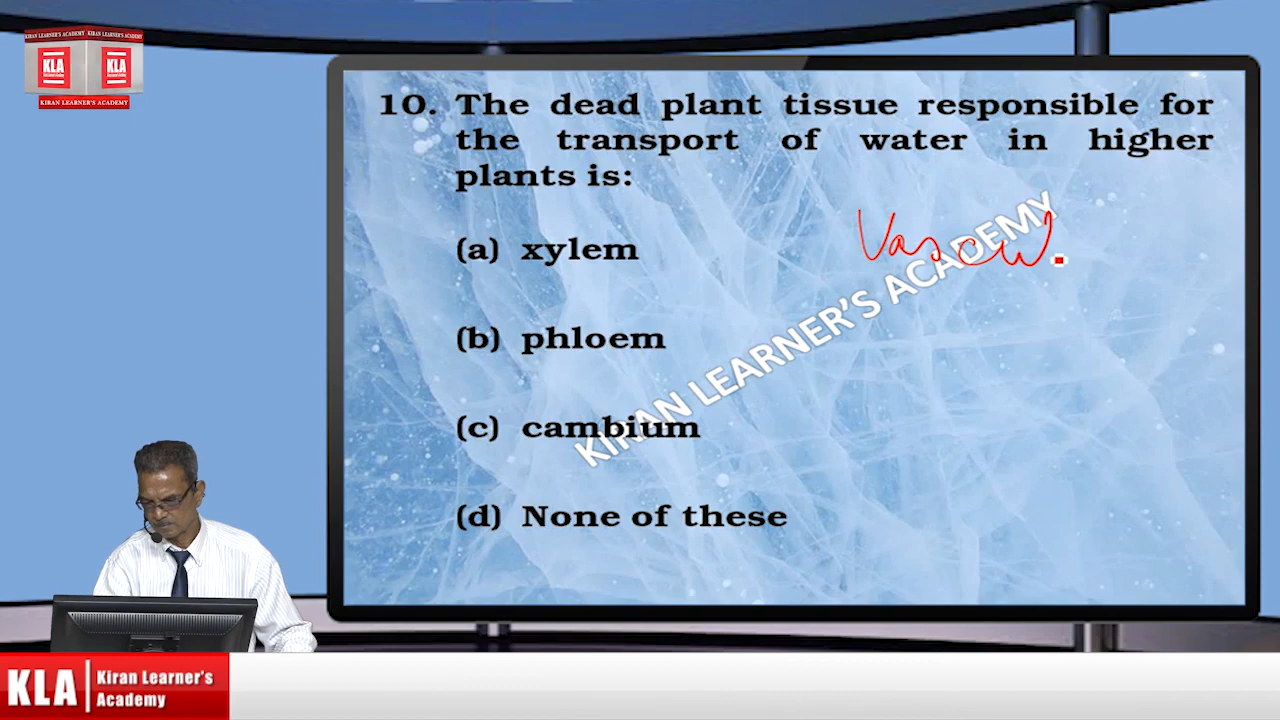 KIRAN LEARNER'S ACADEMY KIRAN LEARNER'S ACADEMY
KLA KLA
KIRAN LEARNER'S ACADEMY
10. The dead plant tissue responsible for
the transport of water in higher
plants is:
(a) xylem
(b) phloem
(c) cambium
(d) None of these
KIRAN LEARNER'S ACADEMY
KLA
Kiran Learner's
Academy